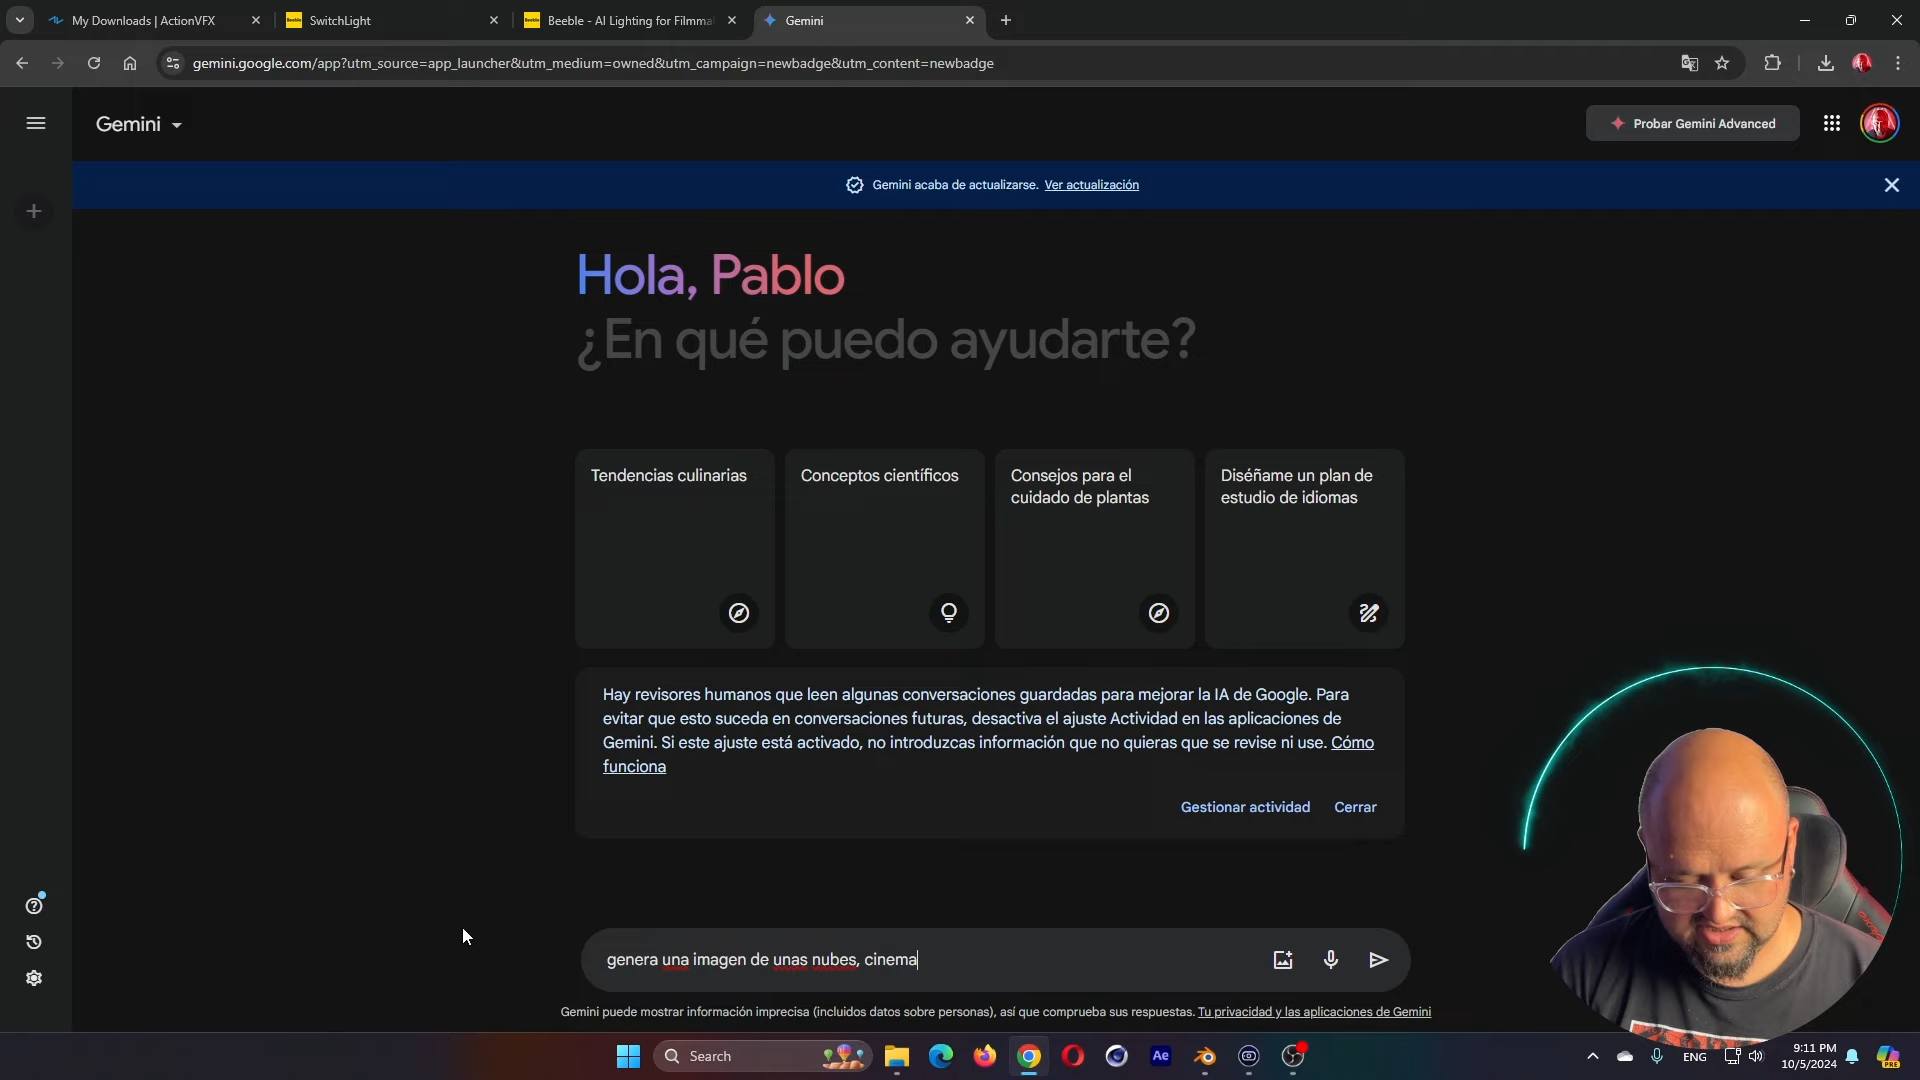 My Downloads | ActionVFX
SwitchLight
Beeble - AI Lighting for Filmma
Gemini
gemini.google.com/app?utm_source=app_launcher&utm_medium=owned&utm_campaign=newbadge&utm_content=newbadge
Gemini
Probar Gemini Advanced
Gemini acaba de actualizarse. Ver actualización
Hola, Pablo
¿En qué puedo ayudarte?
Tendencias culinarias
Conceptos científicos
Consejos para el
cuidado de plantas
Diséñame un plan de
estudio de idiomas
Hay revisores humanos que leen algunas conversaciones guardadas para mejorar la IA de Google. Para
evitar que esto suceda en conversaciones futuras, desactiva el ajuste Actividad en las aplicaciones de
Gemini. Si este ajuste está activado, no introduzcas información que no quieras que se revise ni use. Cómo
funciona
Gestionar actividad
Cerrar
genera una imagen de unas nubes, cinema
Gemini puede mostrar información imprecisa (incluidos datos sobre personas), así que comprueba sus respuestas. Tu privacidad y las aplicaciones de Gemini
Search
Ae
ENG
9:11 PM
10/5/2024
PRE